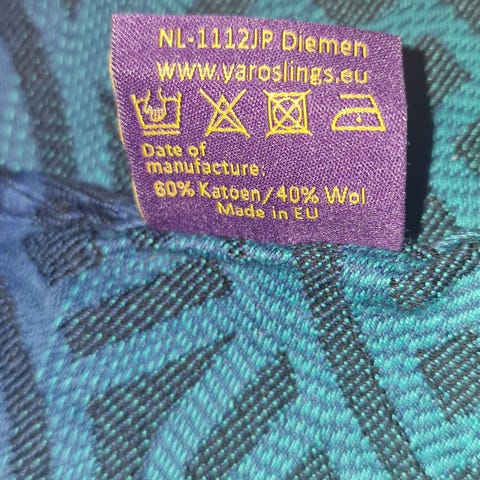 NL-1112JP Diemen
www.yaroslings.eu
Date of
manufacture:
60% Katoen/40% Wol
Made in EU